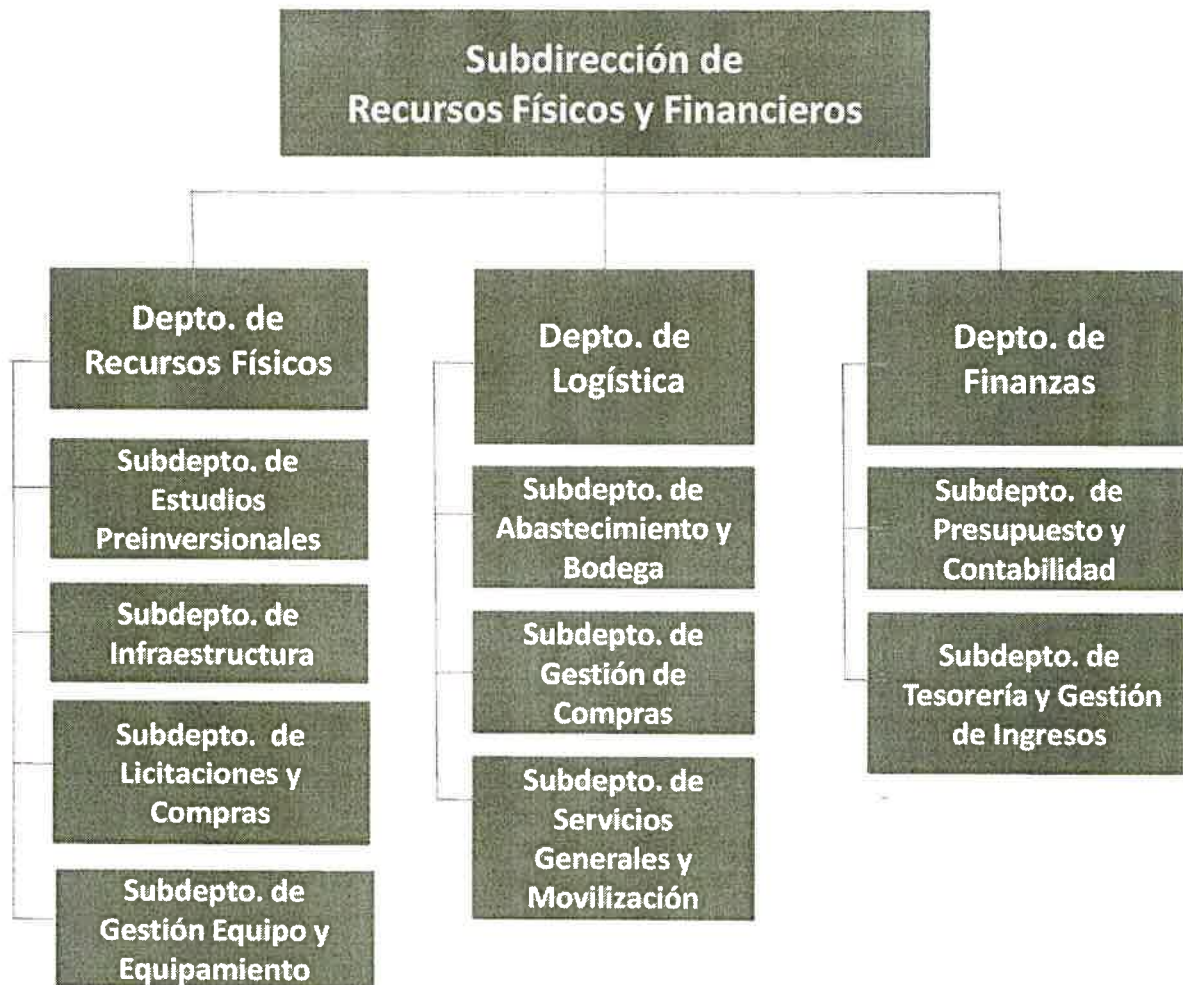 Subdirección de
Recursos Físicos y Financieros
Depto. de
Recursos Físicos
Subdepto. de
Estudios
Preinversionales
Subdepto. de
Infraestructura
Subdepto. de
Licitaciones y
Compras
Subdepto. de
Gestión Equipo y
Equipamiento
Depto. de
Logística
Subdepto. de
Abastecimiento y
Bodega
Subdepto. de
Gestión de
Compras
Subdepto. de
Servicios
Generales y
Movilización
Depto. de
Finanzas
Subdepto. de
Presupuesto y
Contabilidad
Subdepto. de
Tesorería y Gestión
de Ingresos